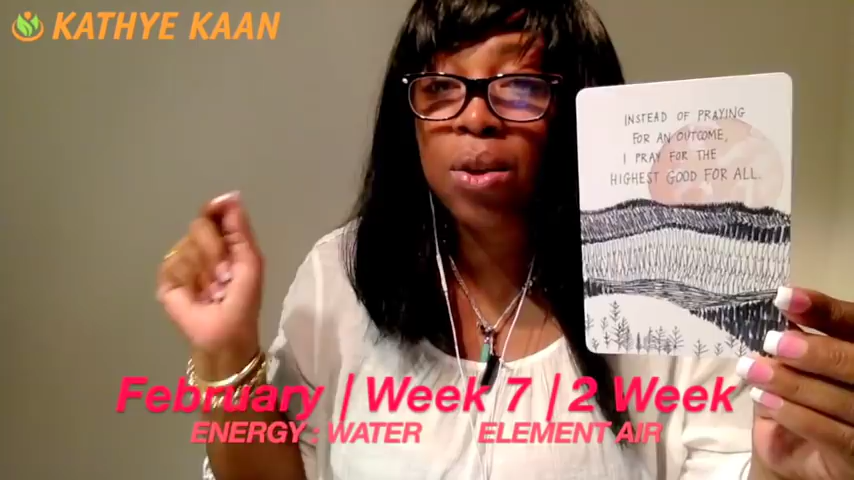 KATHYE KAAN
INSTEAD OF PRAYING
FOR AN OUTCOME,
I PRAY FOR THE
HIGHEST GOOD FOR ALL.
February | Week 7 | 2 Week
ENERGY : WATER ELEMENT AIR